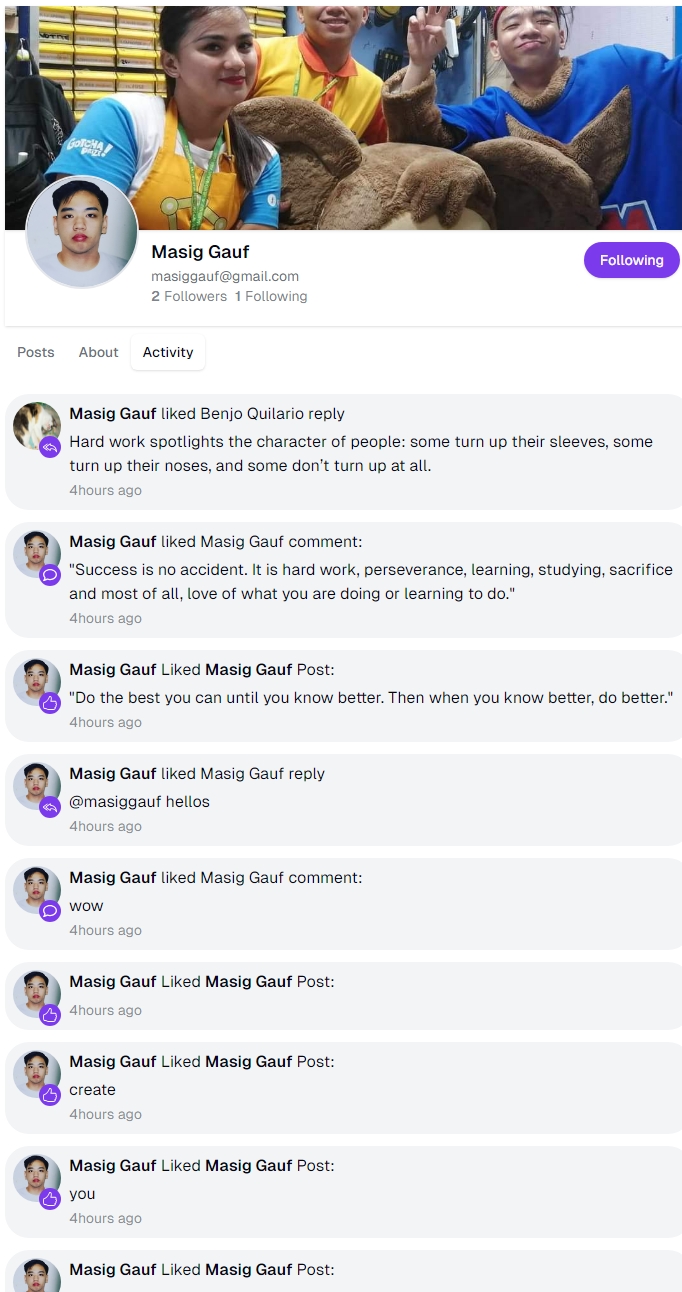 GOTCHA!
PRIZE
Masig Gauf
masiggauf@gmail.com
2 Followers 1 Following
Following
Posts About Activity
Masig Gauf liked Benjo Quilario reply
Hard work spotlights the character of people: some turn up their sleeves, some
turn up their noses, and some don’t turn up at all.
4hours ago
Masig Gauf liked Masig Gauf comment:
"Success is no accident. It is hard work, perseverance, learning, studying, sacrifice
and most of all, love of what you are doing or learning to do."
4hours ago
Masig Gauf Liked Masig Gauf Post:
"Do the best you can until you know better. Then when you know better, do better."
4hours ago
Masig Gauf liked Masig Gauf reply
@masiggauf hellos
4hours ago
Masig Gauf liked Masig Gauf comment:
wow
4hours ago
Masig Gauf Liked Masig Gauf Post:
4hours ago
Masig Gauf Liked Masig Gauf Post:
create
4hours ago
Masig Gauf Liked Masig Gauf Post:
you
4hours ago
Masig Gauf Liked Masig Gauf Post: